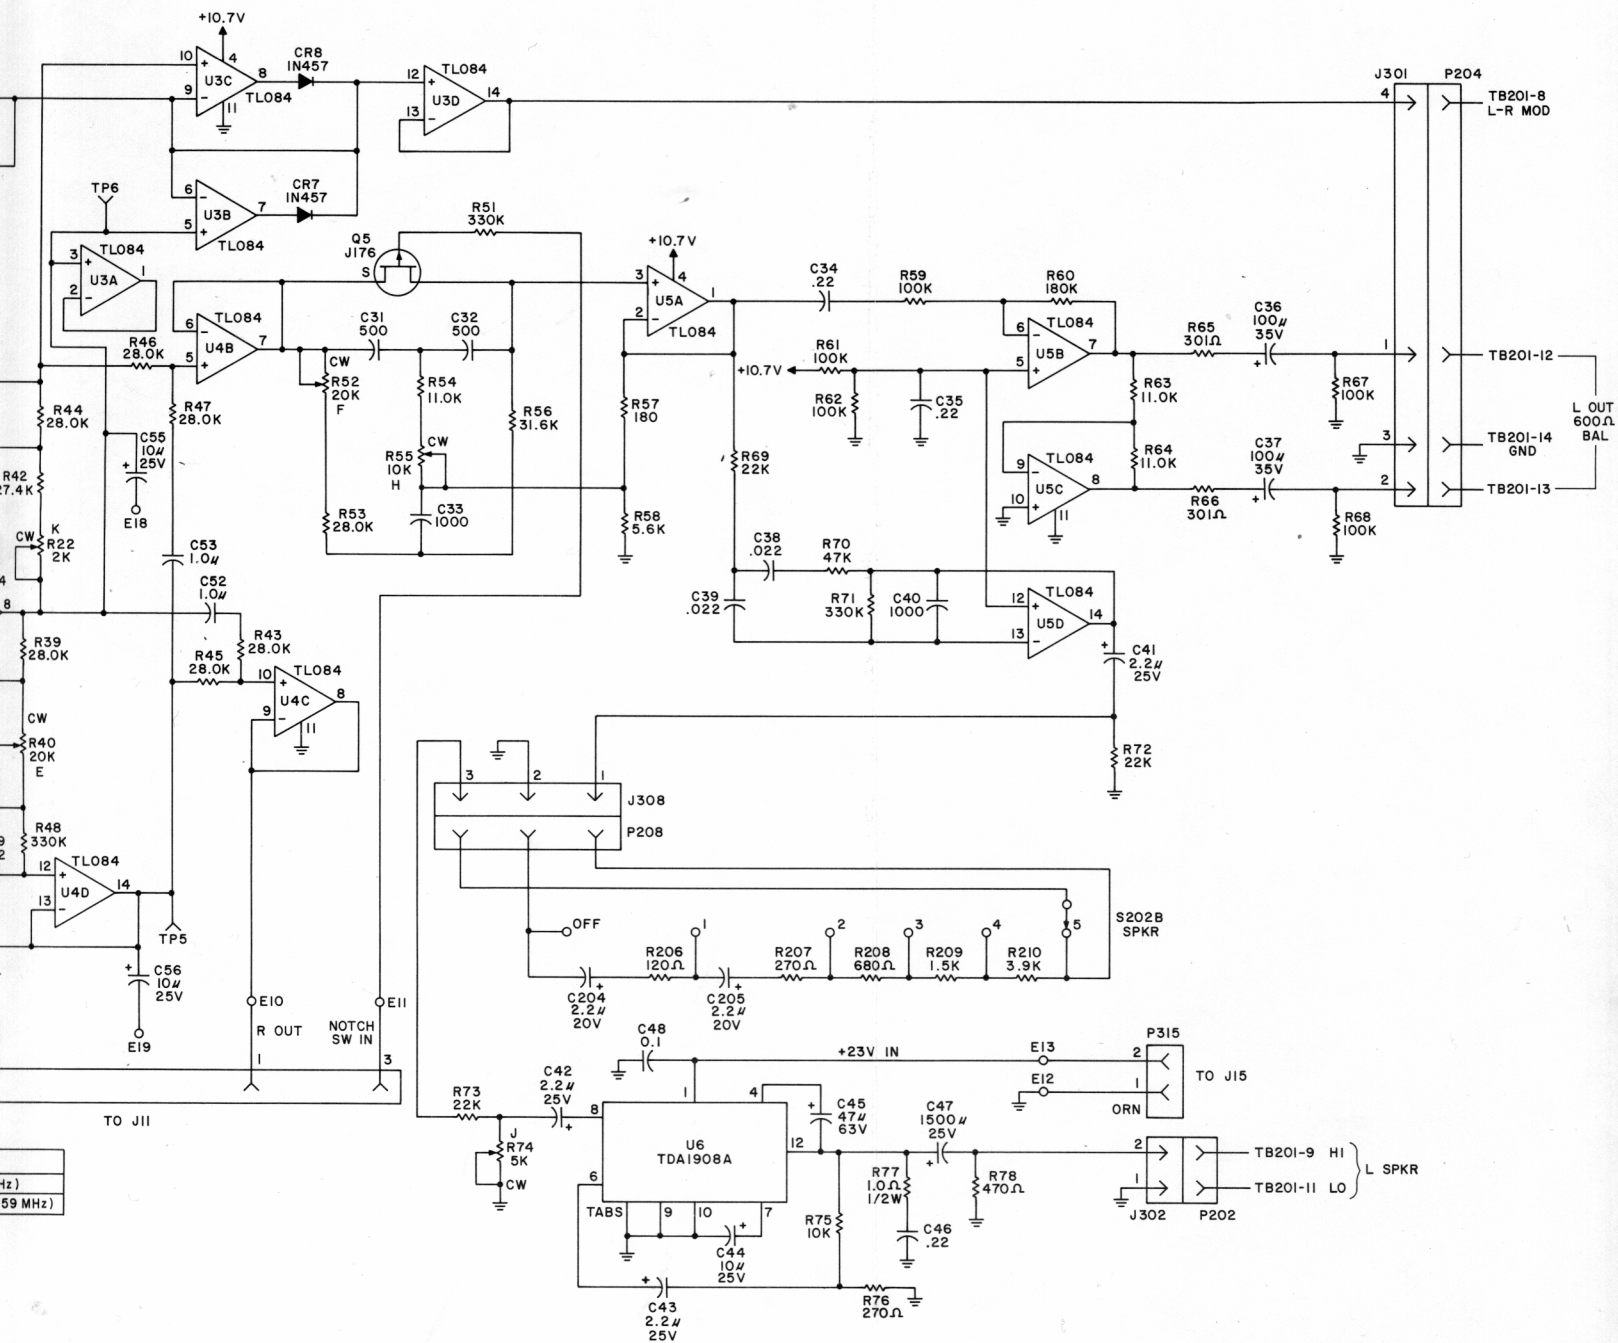 +10.7V
10
+
4
8
CR8
1N457
U3C
9
-
11
TL084
12
+
TL084
U3D
14
13
-
J301
P204
4
TB201-8
L-R MOD
TP6
6
-
U3B
7
CR7
1N457
5
+
TL084
3
+
TL084
U3A
1
2
-
R51
330K
Q5
J176
S
+10.7V
3
+
4
U5A
1
2
-
TL084
C34
.22
R59
100K
R60
180K
6
-
TL084
U5B
7
5
+
R65
301Ω
C36
100µ
35V
+
1
TB201-12
R46
28.0K
6
-
TL084
U4B
7
5
+
C31
500
C32
500
CW
R52
20K
F
R54
11.0K
R56
31.6K
R57
180
R61
100K
+10.7V
R62
100K
C35
.22
R63
11.0K
R67
100K
L OUT
600Ω
BAL
R44
28.0K
R47
28.0K
C55
10µ
25V
+
CW
R55
10K
H
R69
22K
9
-
TL084
U5C
8
10
+
11
R64
11.0K
C37
100µ
35V
+
R66
301Ω
3
TB201-14
GND
2
TB201-13
R68
100K
R42
27.4K
E18
R53
28.0K
C33
1000
R58
5.6K
K
CW
R22
2K
C53
1.0µ
C38
.022
R70
47K
4
8
C52
1.0µ
C39
.022
R71
330K
C40
1000
12
+
TL084
U5D
14
13
-
R39
28.0K
R45
28.0K
R43
28.0K
10
+
TL084
U4C
8
9
-
11
+
C41
2.2µ
25V
CW
R40
20K
E
R72
22K
3
2
1
J308
P208
R48
330K
9
2
12
+
TL084
U4D
14
13
-
TP5
+
C56
10µ
25V
E19
OFF
1
2
3
4
5
S202B
SPKR
R206
120Ω
R207
270Ω
R208
680Ω
R209
1.5K
R210
3.9K
+
C204
2.2µ
20V
+
C205
2.2µ
20V
E10
R OUT
1
E11
NOTCH
SW IN
3
TO J11
C48
0.1
+23V IN
E13
E12
P315
2
1
ORN
TO J15
R73
22K
C42
2.2µ
25V
+
8
1
4
+
C45
47µ
63V
C47
1500µ
25V
+
J
R74
5K
CW
U6
TDA1908A
12
6
TABS
9
10
7
R77
1.0Ω
1/2W
R78
470Ω
2
TB201-9 HI
L SPKR
1
TB201-11 LO
J302
P202
R75
10K
C46
.22
+
C44
10µ
25V
+
C43
2.2µ
25V
R76
270Ω
Hz)
59 MHz)